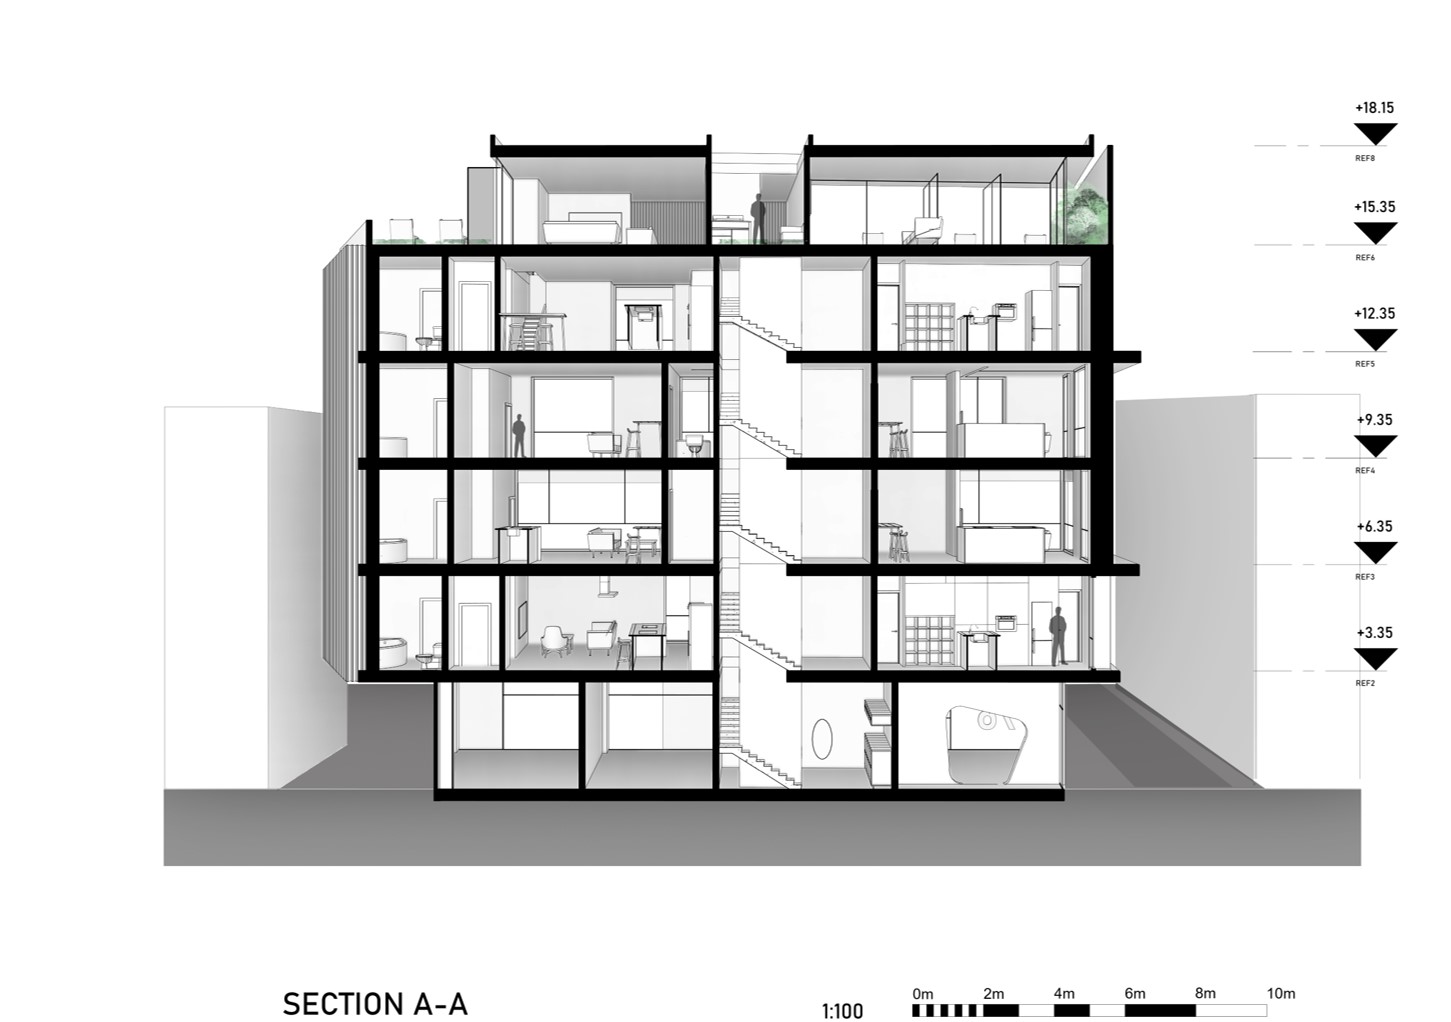 +18.15
REF8
+15.35
REF6
+12.35
REF5
+9.35
REF4
+6.35
REF3
+3.35
REF2
SECTION A-A
1:100
0m 2m 4m 6m 8m 10m